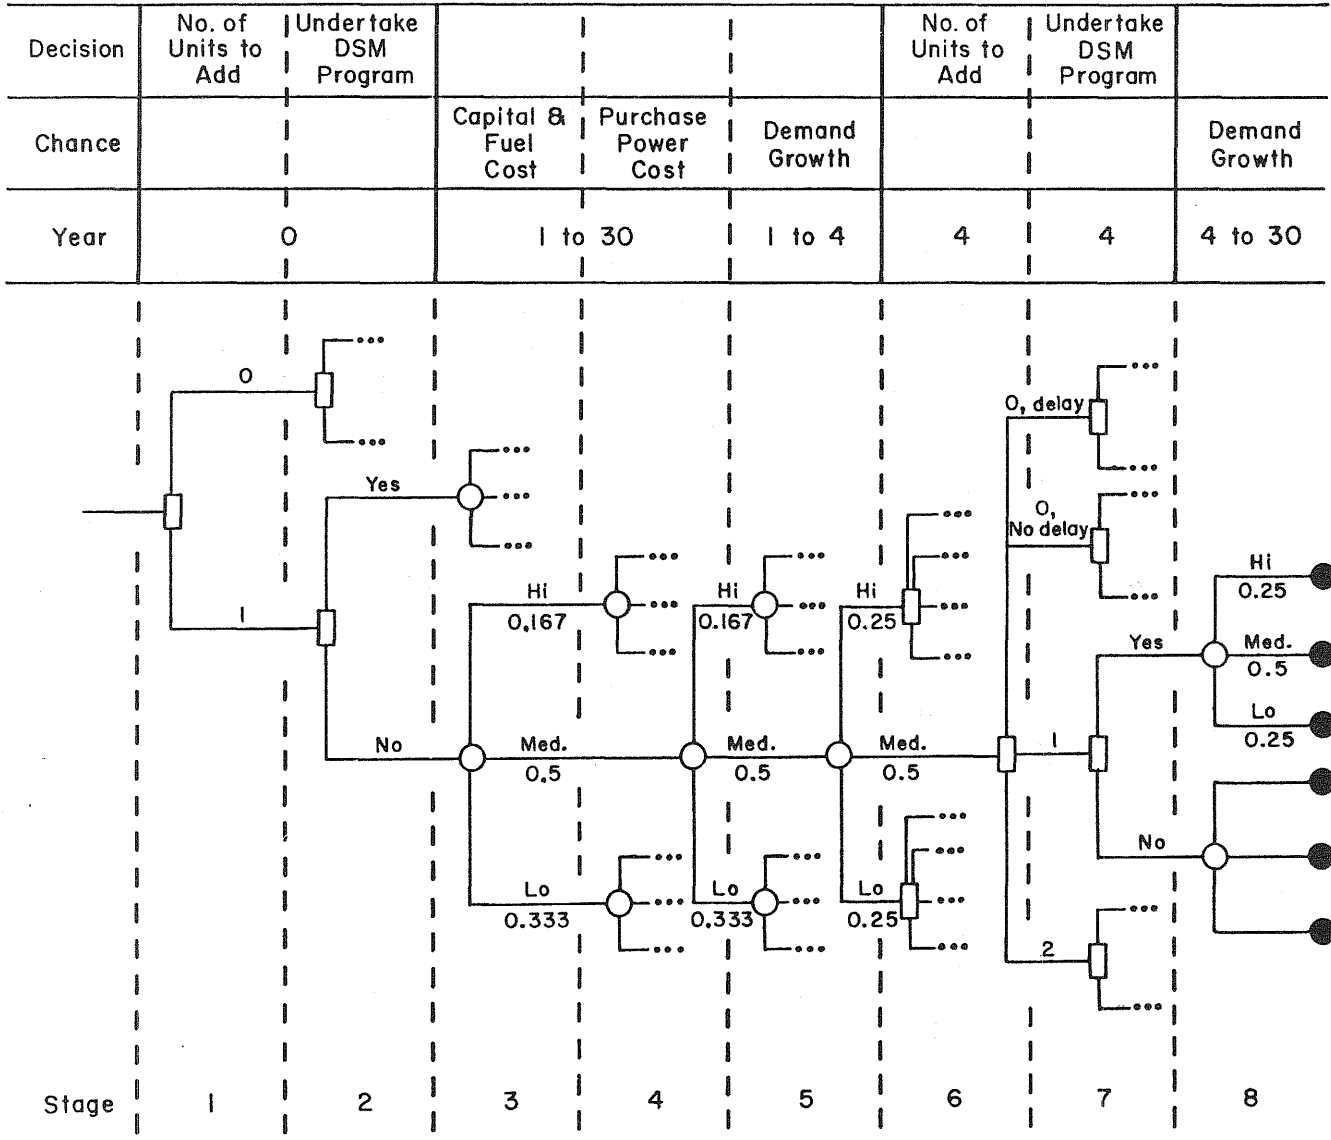 Decision
No. of
Units to
Add
Undertake
DSM
Program
No. of
Units to
Add
Undertake
DSM
Program
Chance
Capital &
Fuel
Cost
Purchase
Power
Cost
Demand
Growth
Demand
Growth
Year
0
1 to 30
1 to 4
4
4
4 to 30
0
1
Yes
No
Hi
0.167
Med.
0.5
Lo
0.333
Hi
0.167
Med.
0.5
Lo
0.333
Hi
0.25
Med.
0.5
Lo
0.25
0, delay
0,
No delay
1
2
Yes
No
Hi
0.25
Med.
0.5
Lo
0.25
Stage
1
2
3
4
5
6
7
8